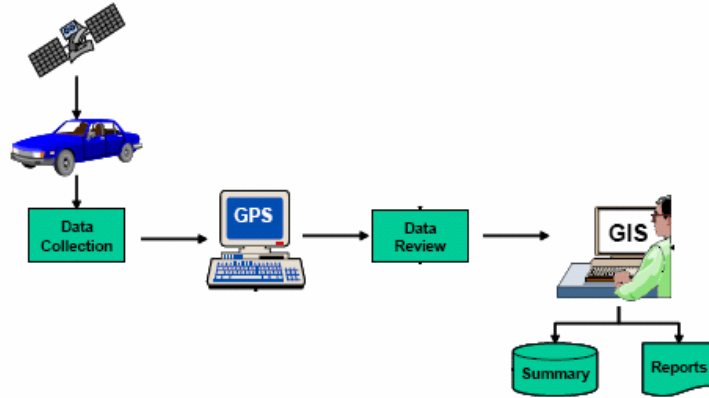 Data
Collection
GPS
Data
Review
GIS
Summary
Reports